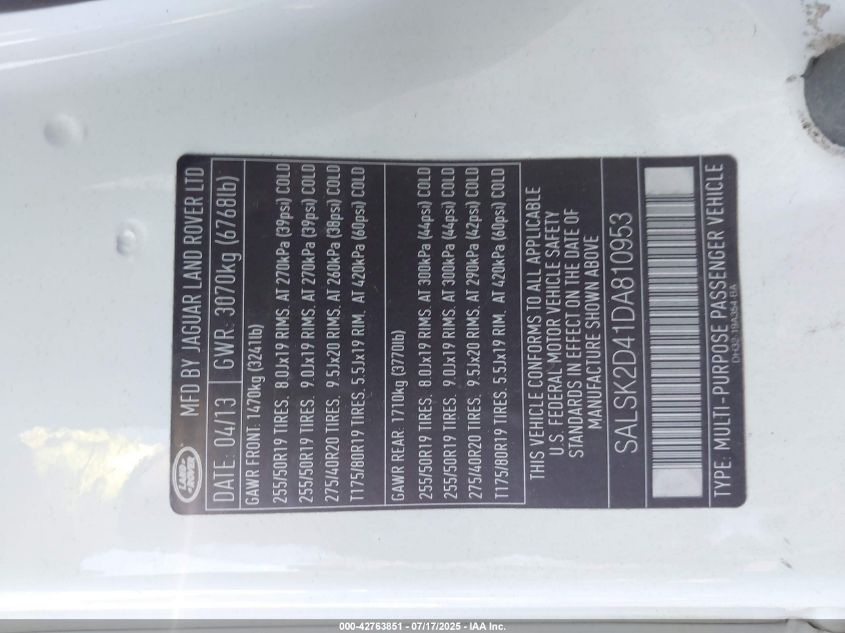 LAND ROVER
MFD BY JAGUAR LAND ROVER LTD
DATE: 04/13 GWR: 3070kg (6768lb)
GAWR FRONT: 1470kg (3241lb)
255/50R19 TIRES, 8.0Jx19 RIMS, AT 270kPa (39psi) COLD
255/50R19 TIRES, 9.0Jx19 RIMS, AT 270kPa (39psi) COLD
275/40R20 TIRES, 9.5Jx20 RIMS, AT 260kPa (38psi) COLD
T175/80R19 TIRES, 5.5Jx19 RIM, AT 420kPa (60psi) COLD
GAWR REAR: 1710kg (3770lb)
255/50R19 TIRES, 8.0Jx19 RIMS, AT 300kPa (44psi) COLD
255/50R19 TIRES, 9.0Jx19 RIMS, AT 300kPa (44psi) COLD
275/40R20 TIRES, 9.5Jx20 RIMS, AT 290kPa (42psi) COLD
T175/80R19 TIRES, 5.5Jx19 RIM, AT 420kPa (60psi) COLD
THIS VEHICLE CONFORMS TO ALL APPLICABLE
U.S. FEDERAL MOTOR VEHICLE SAFETY
STANDARDS IN EFFECT ON THE DATE OF
MANUFACTURE SHOWN ABOVE
SALSK2D41DA810953
TYPE: MULTI-PURPOSE PASSENGER VEHICLE
DH32-19A354-BA
000-42763851 - 07/17/2025 - IAA Inc.